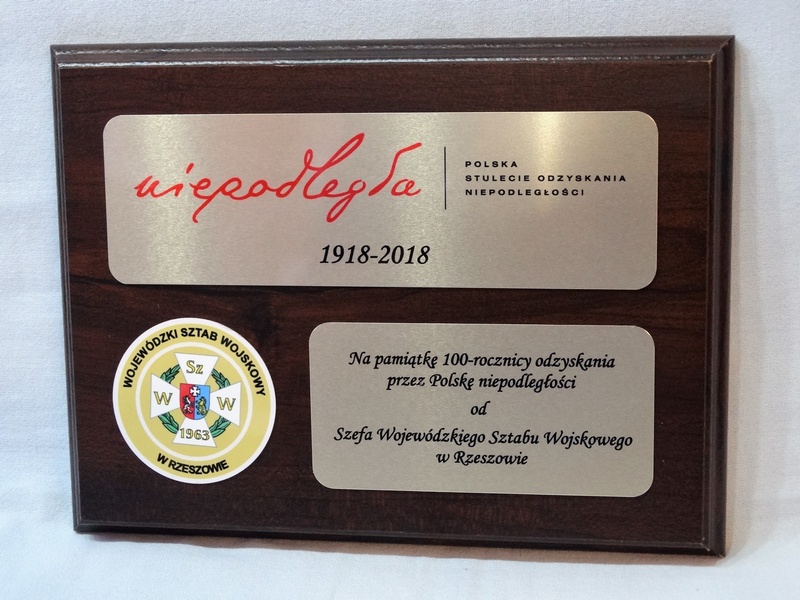 niepodległa
POLSKA
STULECIE ODZYSKANIA
NIEPODLEGŁOŚCI
1918-2018
WOJEWÓDZKI SZTAB WOJSKOWY
Sz
W W
1963
W RZESZOWIE
Na pamiątkę 100-rocznicy odzyskania
przez Polskę niepodległości
od
Szefa Wojewódzkiego Sztabu Wojskowego
w Rzeszowie